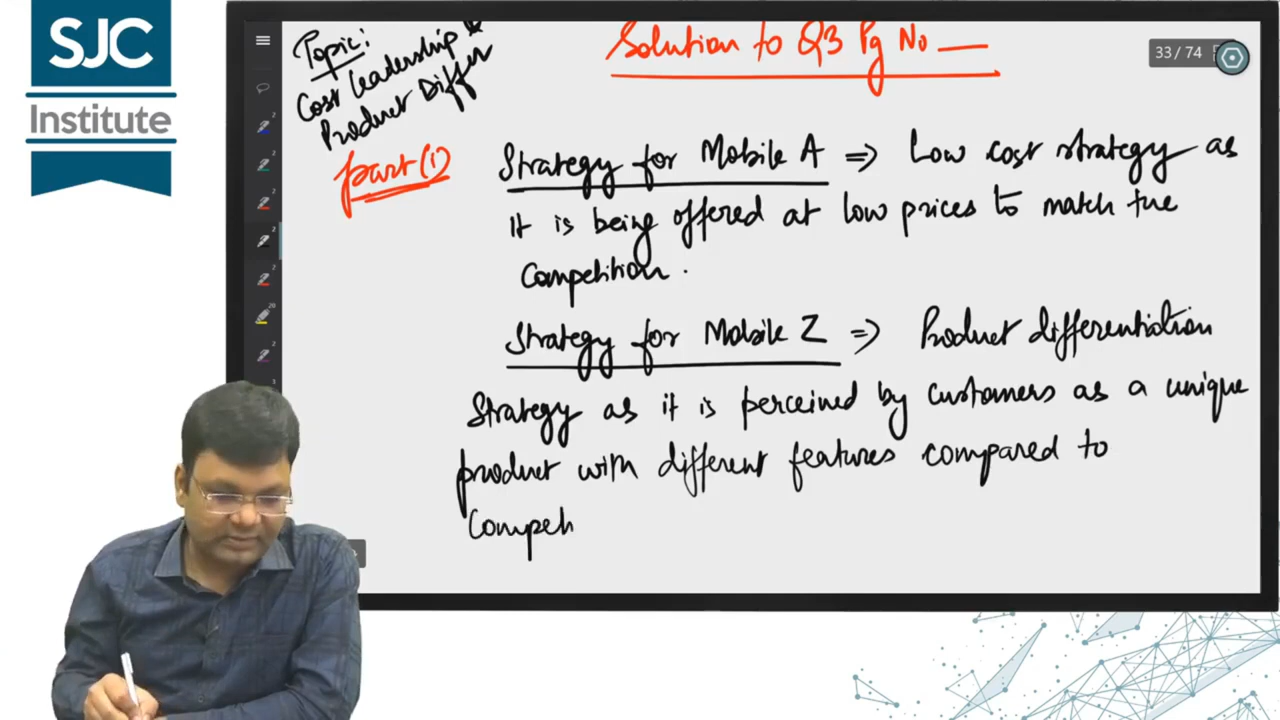 SJC
Institute
Topic:
Cost Leadership &
Product Differ
Solution to Q3 Pg No
33 / 74
part (i)
Strategy for Mobile A ⇒ Low cost strategy as
it is being offered at low prices to match the
Competition.
Strategy for Mobile Z ⇒ Product differentiation
Strategy as it is perceived by customers as a unique
product with different features compared to
Compeh